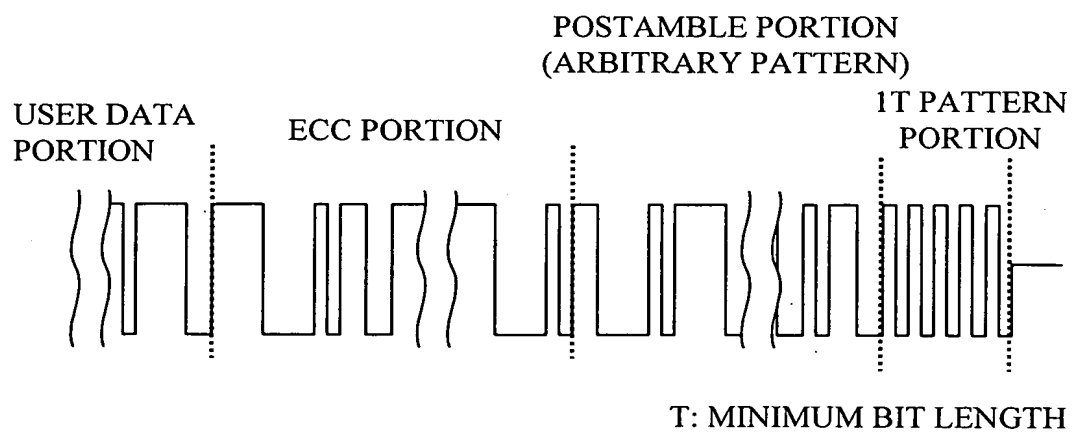 POSTAMBLE PORTION
(ARBITRARY PATTERN)
USER DATA
PORTION
ECC PORTION
1T PATTERN
PORTION
T: MINIMUM BIT LENGTH